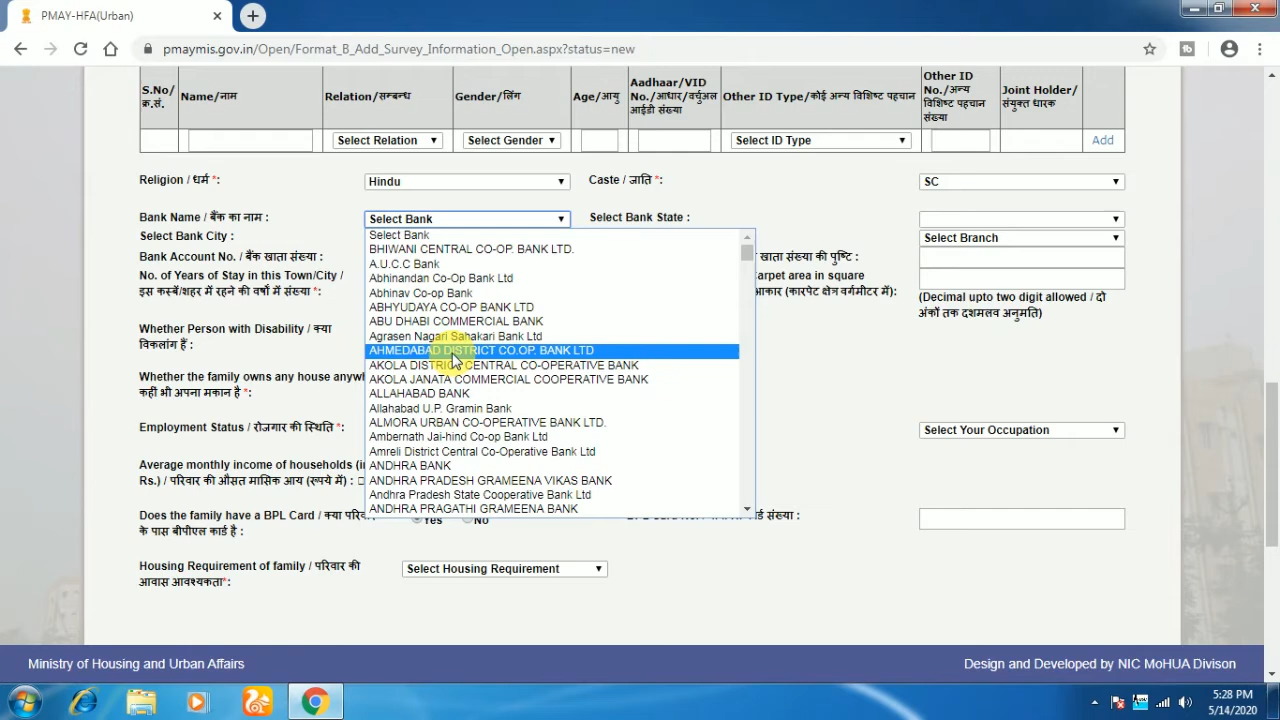 PMAY-HFA(Urban)
pmaymis.gov.in/Open/Format_B_Add_Survey_Information_Open.aspx?status=new
S.No/ क्र.सं.
Name/नाम
Relation/सम्बन्ध
Gender/लिंग
Age/आयु
Aadhaar/VID No./आधार/वर्चुअल आईडी संख्या
Other ID Type/कोई अन्य विशिष्ट पहचान
Other ID No./अन्य विशिष्ट पहचान संख्या
Joint Holder/ संयुक्त धारक
Select Relation
Select Gender
Select ID Type
Add
Religion / धर्म *:
Hindu
Caste / जाति *:
SC
Bank Name / बैंक का नाम :
Select Bank
Select Bank State :
Select Bank City :
Select Branch
Bank Account No. / बैंक खाता संख्या :
खाता संख्या की पुष्टि :
No. of Years of Stay in this Town/City /
इस कस्बें/शहर में रहने की वर्षों में संख्या *:
Carpet area in square
आकार (कारपेट क्षेत्र वर्गमीटर में):
(Decimal upto two digit allowed / दो
अंकों तक दशमलव अनुमति)
Whether Person with Disability / क्या
विकलांग हैं :
Whether the family owns any house anywh
कहीं भी अपना मकान है *:
Employment Status / रोजगार की स्थिति *:
Select Your Occupation
Average monthly income of households (in
Rs.) / परिवार की औसत मासिक आय (रूपये में) :
Does the family have a BPL Card / क्या परिवार
के पास बीपीएल कार्ड है :
Yes
No
संख्या :
Housing Requirement of family / परिवार की
आवास आवश्यकता*:
Select Housing Requirement
Select Bank
BHIWANI CENTRAL CO-OP. BANK LTD.
A.U.C.C Bank
Abhinandan Co-Op Bank Ltd
Abhinav Co-op Bank
ABHYUDAYA CO-OP BANK LTD
ABU DHABI COMMERCIAL BANK
Agrasen Nagari Sahakari Bank Ltd
AHMEDABAD DISTRICT CO.OP. BANK LTD
AKOLA DISTRICT CENTRAL CO-OPERATIVE BANK
AKOLA JANATA COMMERCIAL COOPERATIVE BANK
ALLAHABAD BANK
Allahabad U.P. Gramin Bank
ALMORA URBAN CO-OPERATIVE BANK LTD.
Ambernath Jai-hind Co-op Bank Ltd
Amreli District Central Co-Operative Bank Ltd
ANDHRA BANK
ANDHRA PRADESH GRAMEENA VIKAS BANK
Andhra Pradesh State Cooperative Bank Ltd
ANDHRA PRAGATHI GRAMEENA BANK
Ministry of Housing and Urban Affairs
Design and Developed by NIC MoHUA Divison
5:28 PM
5/14/2020